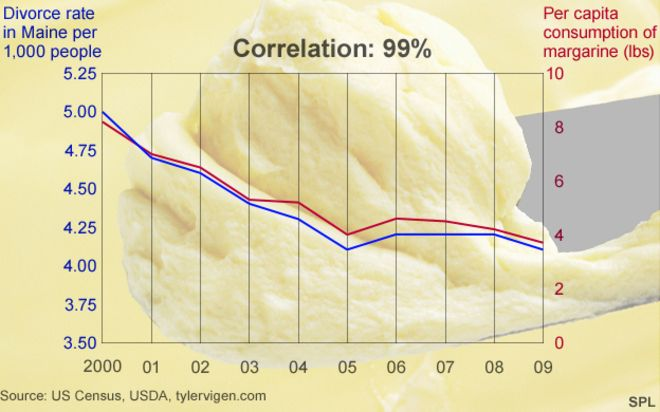 Divorce rate
in Maine per
1,000 people
Per capita
consumption of
margarine (lbs)
Correlation: 99%
5.25
5.00
4.75
4.50
4.25
4.00
3.75
3.50
10
8
6
4
2
0
2000 01 02 03 04 05 06 07 08 09
Source: US Census, USDA, tylervigen.com
SPL